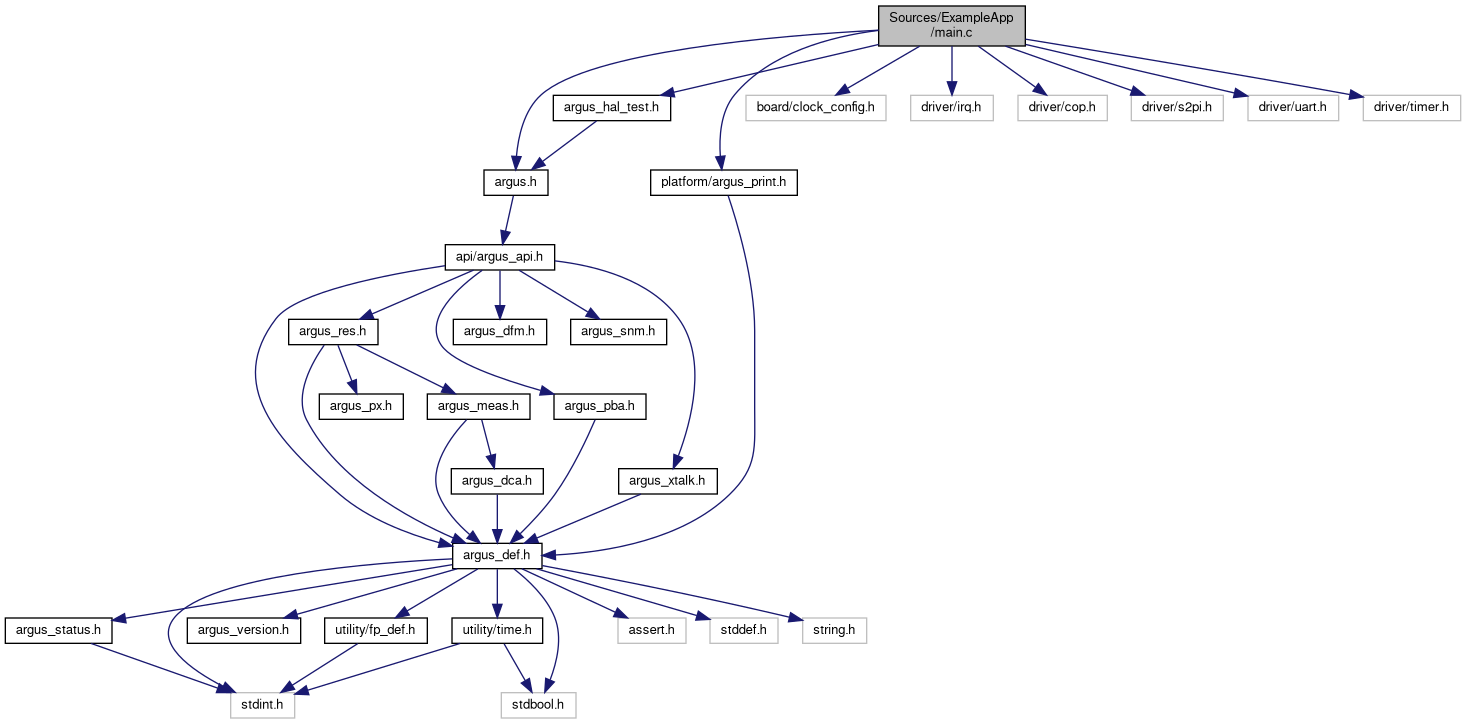 Sources/ExampleApp
/main.c
argus_hal_test.h
board/clock_config.h
driver/irq.h
driver/cop.h
driver/s2pi.h
driver/uart.h
driver/timer.h
argus.h
platform/argus_print.h
api/argus_api.h
argus_res.h
argus_dfm.h
argus_snm.h
argus_px.h
argus_meas.h
argus_pba.h
argus_dca.h
argus_xtalk.h
argus_def.h
argus_status.h
argus_version.h
utility/fp_def.h
utility/time.h
assert.h
stddef.h
string.h
stdint.h
stdbool.h